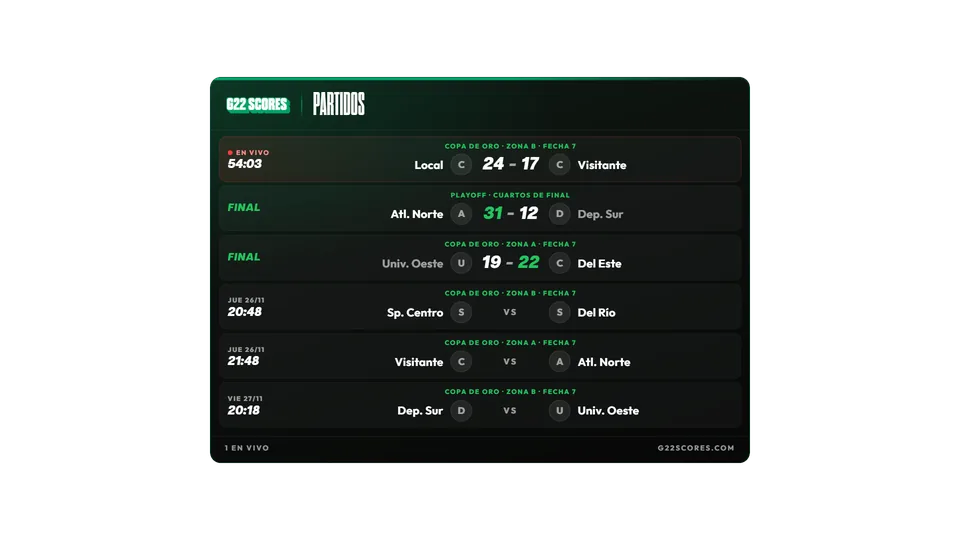 G22 SCORES PARTIDOS
COPA DE ORO · ZONA B · FECHA 7
EN VIVO
54:03
Local C 24 - 17 C Visitante
PLAYOFF · CUARTOS DE FINAL
FINAL
Atl. Norte A 31 - 12 D Dep. Sur
COPA DE ORO · ZONA A · FECHA 7
FINAL
Univ. Oeste U 19 - 22 C Del Este
COPA DE ORO · ZONA B · FECHA 7
JUE 26/11
20:48
Sp. Centro S VS S Del Río
COPA DE ORO · ZONA A · FECHA 7
JUE 26/11
21:48
Visitante C VS A Atl. Norte
COPA DE ORO · ZONA B · FECHA 7
VIE 27/11
20:18
Dep. Sur D VS U Univ. Oeste
1 EN VIVO
G22SCORES.COM